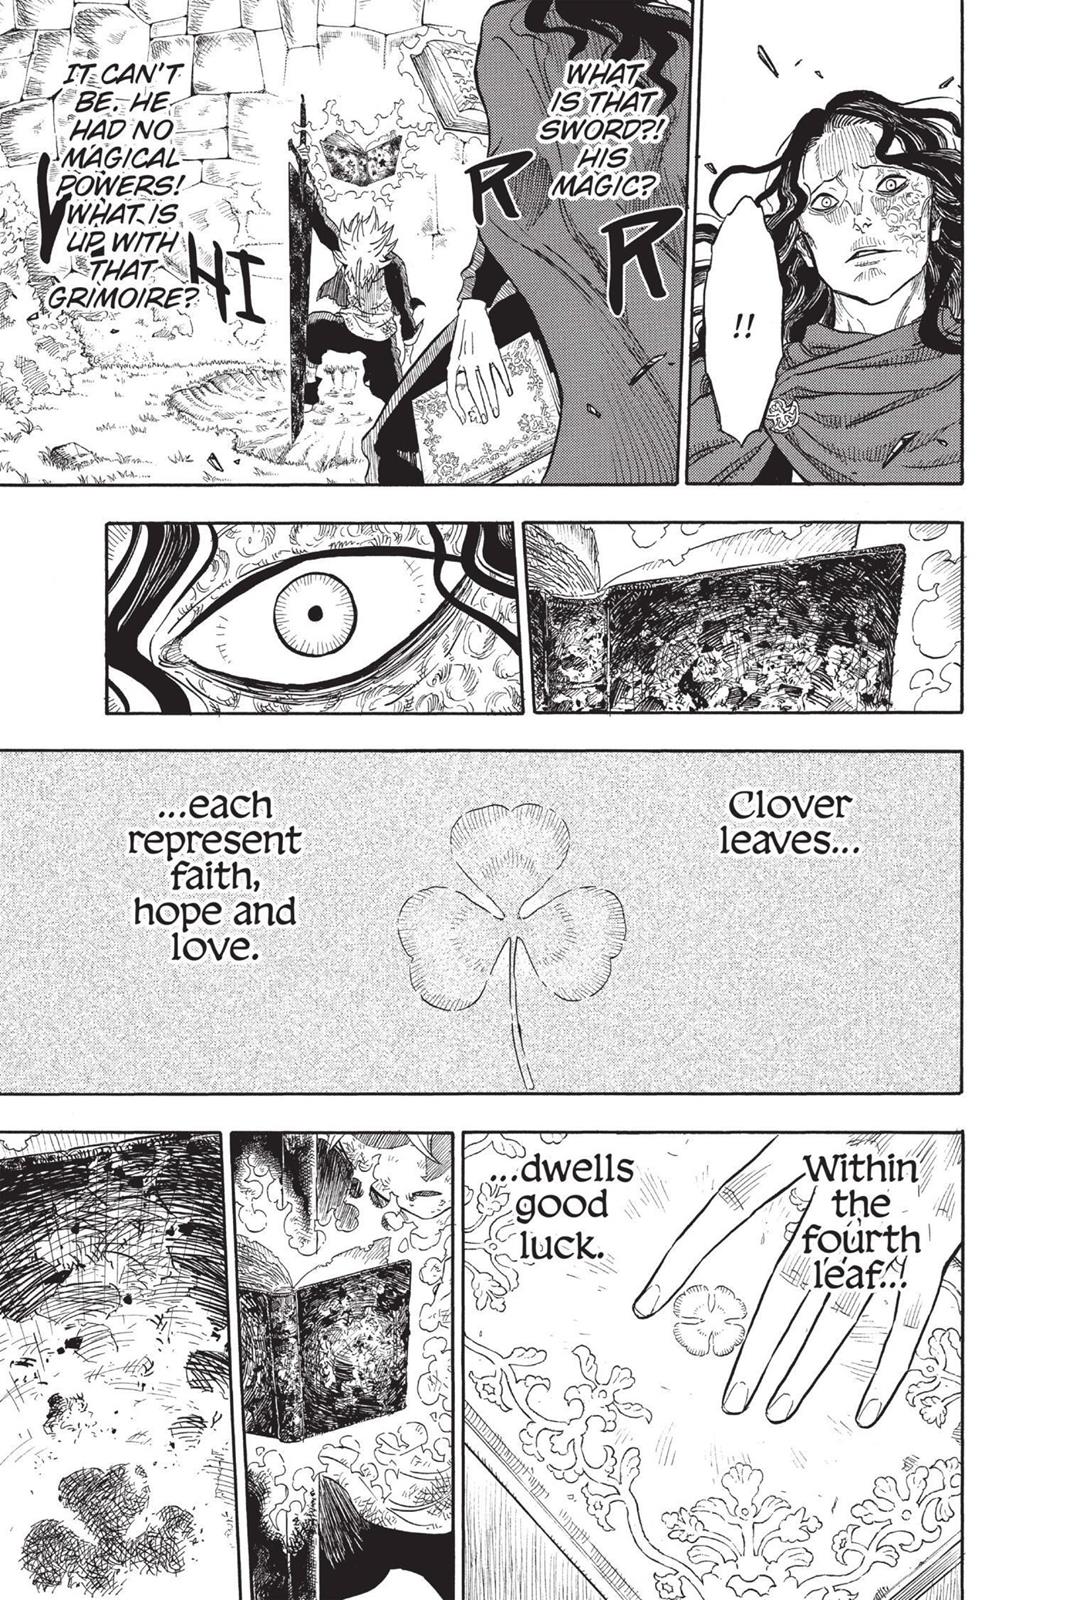 !!
WHAT
IS THAT
SWORD?!
HIS
MAGIC?
R
R
HI
IT CAN'T
BE. HE
HAD NO
MAGICAL
POWERS!
WHAT IS
UP WITH
THAT
GRIMOIRE?
Clover
leaves...
...each
represent
faith,
hope and
love.
Within
the
fourth
leaf...
...dwells
good
luck.